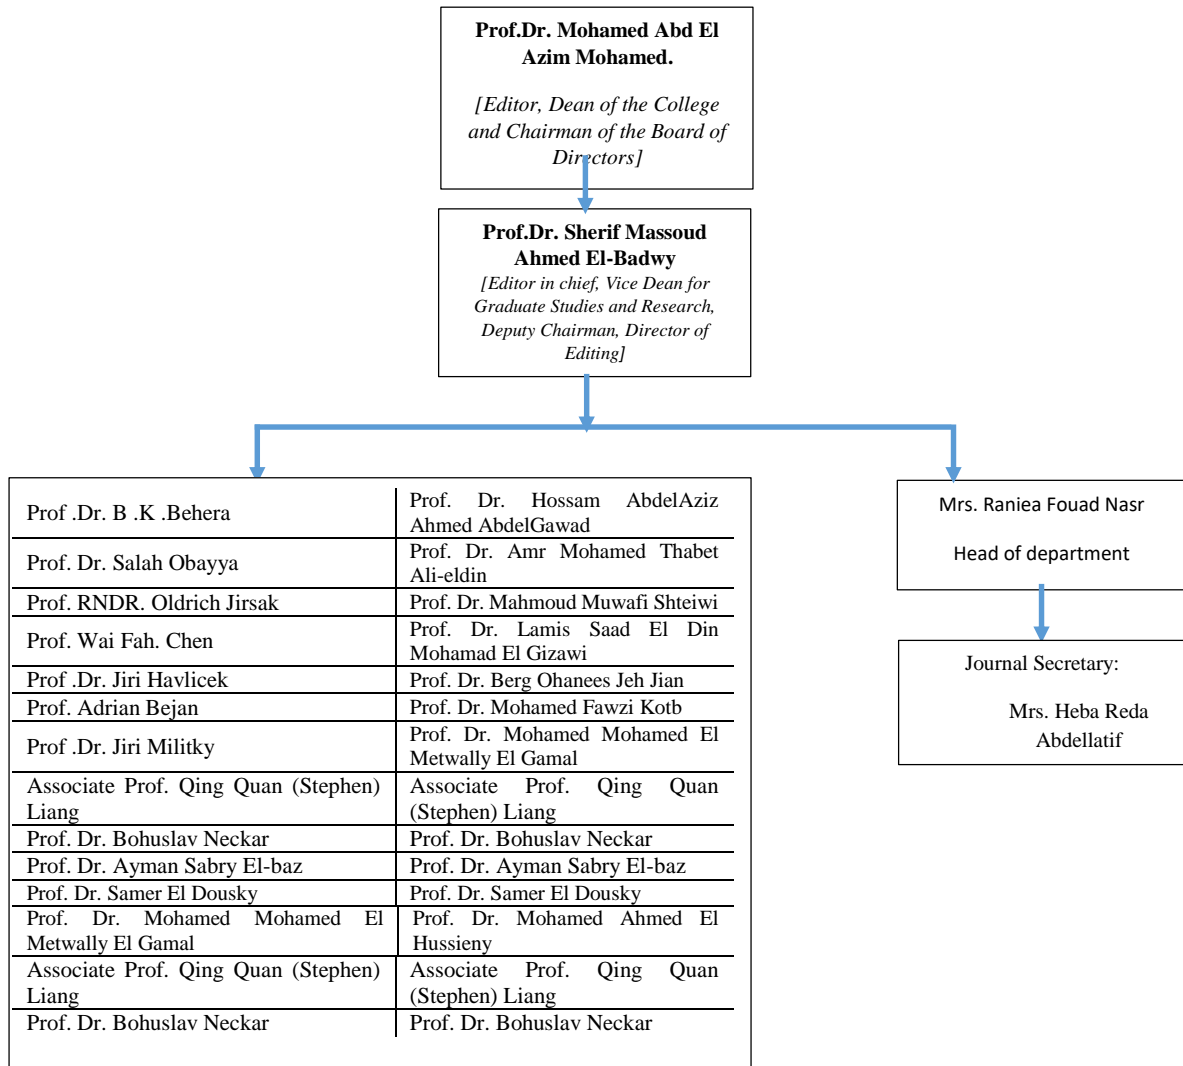 Prof.Dr. Mohamed Abd El
Azim Mohamed.
[Editor, Dean of the College
and Chairman of the Board of
Directors]
Prof.Dr. Sherif Massoud
Ahmed El-Badwy
[Editor in chief, Vice Dean for
Graduate Studies and Research,
Deputy Chairman, Director of
Editing]
Prof .Dr. B .K .Behera
Prof. Dr. Hossam AbdelAziz
Ahmed AbdelGawad
Prof. Dr. Salah Obayya
Prof. Dr. Amr Mohamed Thabet
Ali-eldin
Prof. RNDR. Oldrich Jirsak
Prof. Dr. Mahmoud Muwafi Shteiwi
Prof. Wai Fah. Chen
Prof. Dr. Lamis Saad El Din
Mohamad El Gizawi
Prof .Dr. Jiri Havlicek
Prof. Dr. Berg Ohanees Jeh Jian
Prof. Adrian Bejan
Prof. Dr. Mohamed Fawzi Kotb
Prof .Dr. Jiri Militky
Prof. Dr. Mohamed Mohamed El
Metwally El Gamal
Associate Prof. Qing Quan (Stephen)
Liang
Associate Prof. Qing Quan
(Stephen) Liang
Prof. Dr. Bohuslav Neckar
Prof. Dr. Bohuslav Neckar
Prof. Dr. Ayman Sabry El-baz
Prof. Dr. Ayman Sabry El-baz
Prof. Dr. Samer El Dousky
Prof. Dr. Samer El Dousky
Prof. Dr. Mohamed Mohamed El
Metwally El Gamal
Prof. Dr. Mohamed Ahmed El
Hussieny
Associate Prof. Qing Quan (Stephen)
Liang
Associate Prof. Qing Quan
(Stephen) Liang
Prof. Dr. Bohuslav Neckar
Prof. Dr. Bohuslav Neckar
Mrs. Raniea Fouad Nasr
Head of department
Journal Secretary:
Mrs. Heba Reda
Abdellatif